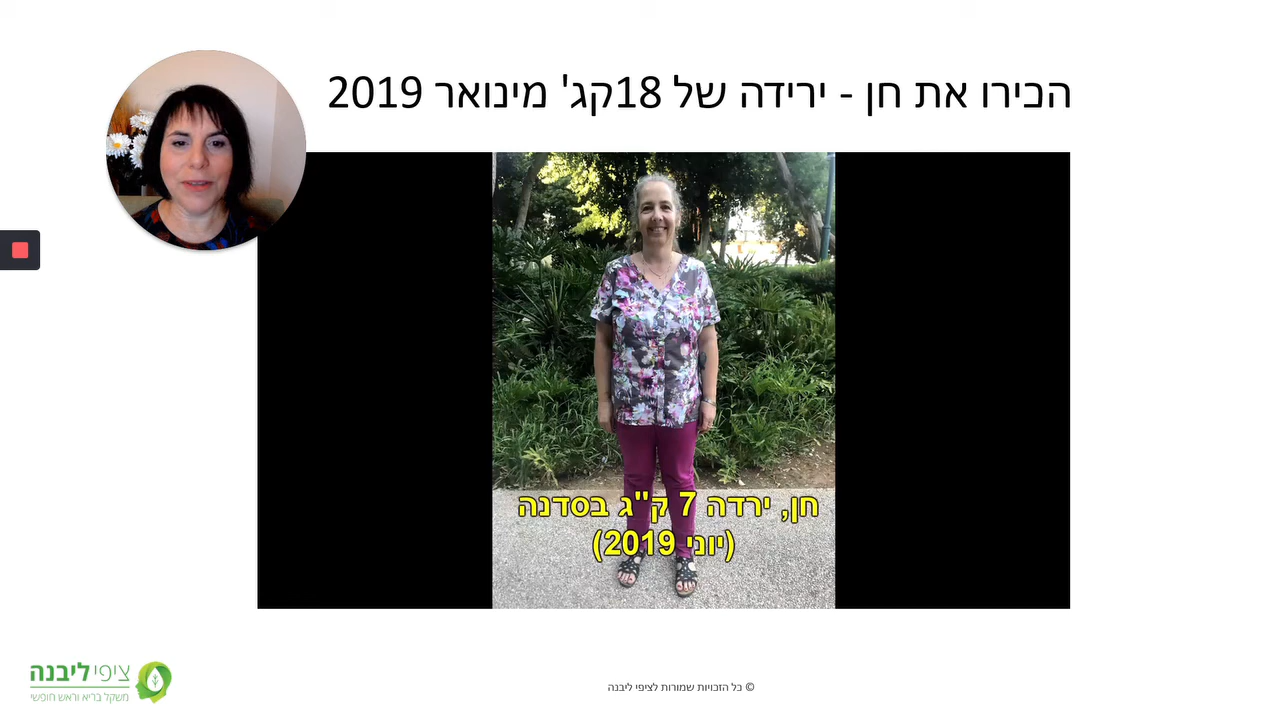 הכירו את חן - ירידה של 18קג' מינואר 2019
חן, ירדה 7 ק"ג בסדנה
(יוני 2019)
ציפי ליבנה
משקל בריא וראש חופשי
© כל הזכויות שמורות לציפי ליבנה